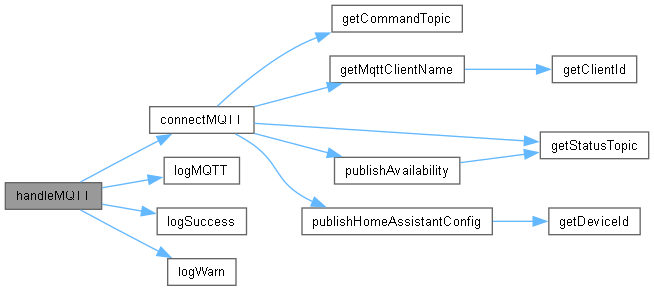 handleMQTT
connectMQTT
logMQTT
logSuccess
logWarn
getCommandTopic
getMqttClientName
publishAvailability
publishHomeAssistantConfig
getClientId
getStatusTopic
getDeviceId